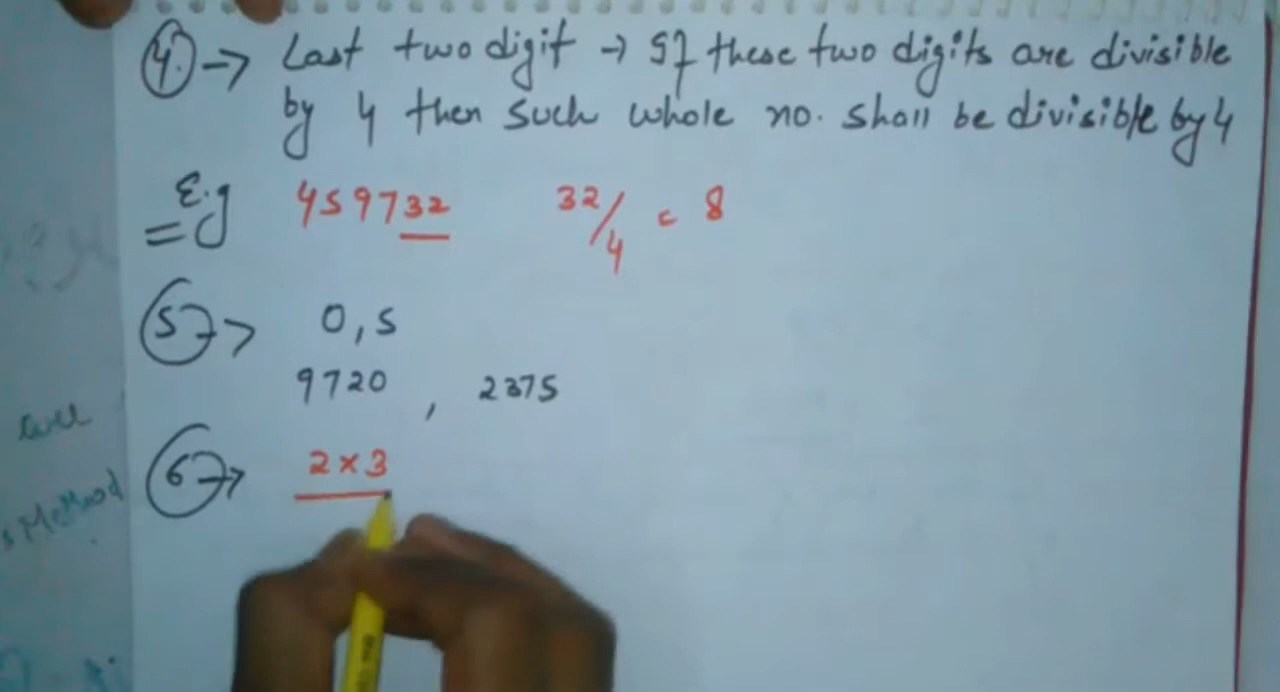 4. → Last two digit → If these two digits are divisible
by 4 then such whole no. shall be divisible by 4
E.g 459732 32/4 = 8
5 → 0, 5
9720 , 2375
6 → 2 × 3
Method